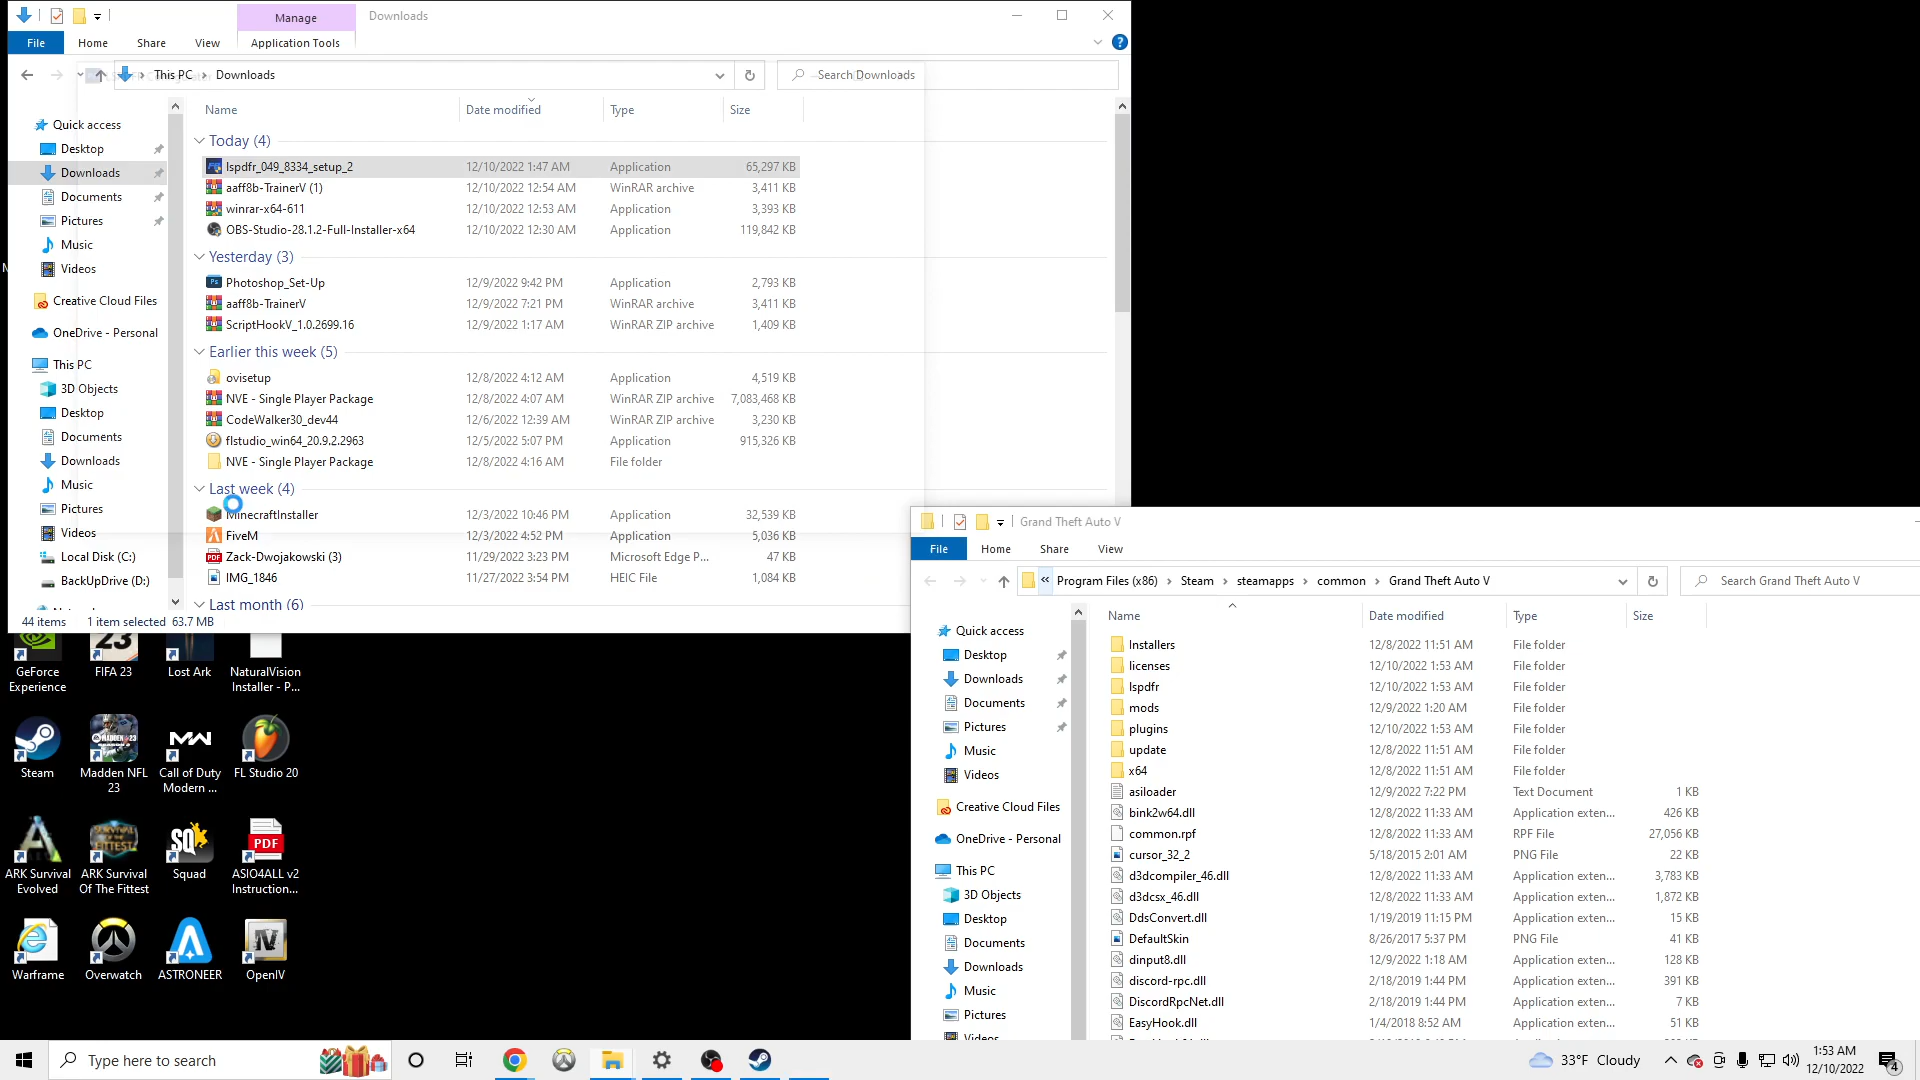 Manage
Downloads
File
Home
Share
View
Application Tools
This PC
Downloads
Search Downloads
Name
Date modified
Type
Size
Quick access
Desktop
Downloads
Documents
Pictures
Music
Videos
Creative Cloud Files
OneDrive - Personal
This PC
3D Objects
Desktop
Documents
Downloads
Music
Pictures
Videos
Local Disk (C:)
BackUpDrive (D:)
Today (4)
lspdfr_049_8334_setup_2 12/10/2022 1:47 AM Application 65,297 KB
aaff8b-TrainerV (1) 12/10/2022 12:54 AM WinRAR archive 3,411 KB
winrar-x64-611 12/10/2022 12:53 AM Application 3,393 KB
OBS-Studio-28.1.2-Full-Installer-x64 12/10/2022 12:30 AM Application 119,842 KB
Yesterday (3)
Photoshop_Set-Up 12/9/2022 9:42 PM Application 2,793 KB
aaff8b-TrainerV 12/9/2022 7:21 PM WinRAR archive 3,411 KB
ScriptHookV_1.0.2699.16 12/9/2022 1:17 AM WinRAR ZIP archive 1,409 KB
Earlier this week (5)
ovisetup 12/8/2022 4:12 AM Application 4,519 KB
NVE - Single Player Package 12/8/2022 4:07 AM WinRAR ZIP archive 7,083,468 KB
CodeWalker30_dev44 12/6/2022 12:39 AM WinRAR ZIP archive 3,230 KB
flstudio_win64_20.9.2.2963 12/5/2022 5:07 PM Application 915,326 KB
NVE - Single Player Package 12/8/2022 4:16 AM File folder
Last week (4)
MinecraftInstaller 12/3/2022 10:46 PM Application 32,539 KB
FiveM 12/3/2022 4:52 PM Application 5,036 KB
Zack-Dwojakowski (3) 11/29/2022 3:23 PM Microsoft Edge P... 47 KB
IMG_1846 11/27/2022 3:54 PM HEIC File 1,084 KB
Last month (6)
44 items 1 item selected 63.7 MB
GeForce Experience
FIFA 23
Lost Ark
NaturalVision Installer - P...
Steam
Madden NFL 23
Call of Duty Modern ...
FL Studio 20
ARK Survival Evolved
ARK Survival Of The Fittest
Squad
ASIO4ALL v2 Instruction...
Warframe
Overwatch
ASTRONEER
OpenIV
Grand Theft Auto V
File
Home
Share
View
« Program Files (x86)
Steam
steamapps
common
Grand Theft Auto V
Search Grand Theft Auto V
Name
Date modified
Type
Size
Quick access
Desktop
Downloads
Documents
Pictures
Music
Videos
Creative Cloud Files
OneDrive - Personal
This PC
3D Objects
Desktop
Documents
Downloads
Music
Pictures
Videos
Installers 12/8/2022 11:51 AM File folder
licenses 12/10/2022 1:53 AM File folder
lspdfr 12/10/2022 1:53 AM File folder
mods 12/9/2022 1:20 AM File folder
plugins 12/10/2022 1:53 AM File folder
update 12/8/2022 11:51 AM File folder
x64 12/8/2022 11:51 AM File folder
asiloader 12/9/2022 7:22 PM Text Document 1 KB
bink2w64.dll 12/8/2022 11:33 AM Application exten... 426 KB
common.rpf 12/8/2022 11:33 AM RPF File 27,056 KB
cursor_32_2 5/18/2015 2:01 AM PNG File 22 KB
d3dcompiler_46.dll 12/8/2022 11:33 AM Application exten... 3,783 KB
d3dcsx_46.dll 12/8/2022 11:33 AM Application exten... 1,872 KB
DdsConvert.dll 1/19/2019 11:15 PM Application exten... 15 KB
DefaultSkin 8/26/2017 5:37 PM PNG File 41 KB
dinput8.dll 12/9/2022 1:18 AM Application exten... 128 KB
discord-rpc.dll 2/18/2019 1:44 PM Application exten... 391 KB
DiscordRpcNet.dll 2/18/2019 1:44 PM Application exten... 7 KB
EasyHook.dll 1/4/2018 8:52 AM Application exten... 51 KB
Type here to search
33°F Cloudy
1:53 AM
12/10/2022
4